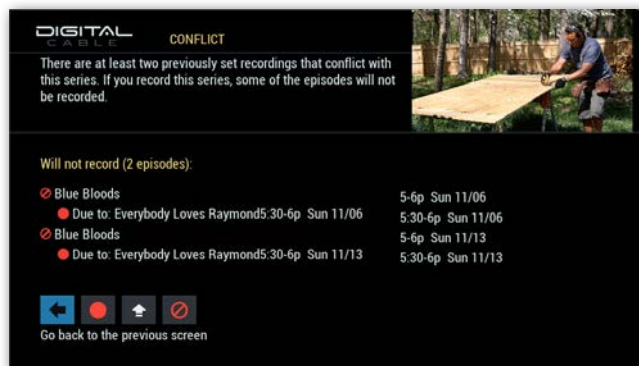 DIGITAL
CABLE
CONFLICT
There are at least two previously set recordings that conflict with
this series. If you record this series, some of the episodes will not
be recorded.
Will not record (2 episodes):
Blue Bloods 5-6p Sun 11/06
Due to: Everybody Loves Raymond5:30-6p Sun 11/06 5:30-6p Sun 11/06
Blue Bloods 5-6p Sun 11/13
Due to: Everybody Loves Raymond5:30-6p Sun 11/13 5:30-6p Sun 11/13
Go back to the previous screen